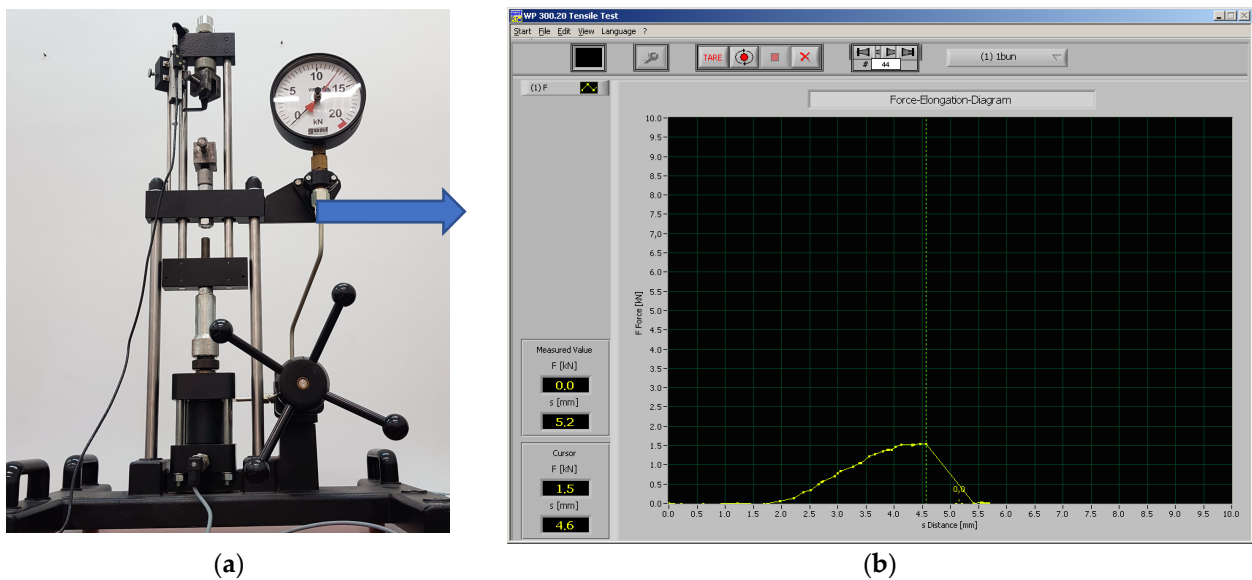 5
10
15
0
20
kN
gunt
WP 300.20 Tensile Test
Start File Edit View Language ?
TARE
# 44
(1) 1bun
(1) F
Force-Elongation-Diagram
10.0
9.5
9.0
8.5
8.0
7.5
7,0
6.5
6.0
5.5
5.0
4.5
4.0
3.5
3.0
2.5
2.0
1.5
1.0
0.5
0.0
F Force [kN]
0,0
0.0 0.5 1.0 1.5 2.0 2.5 3.0 3.5 4.0 4.5 5.0 5.5 6.0 6.5 7.0 7.5 8.0 8.5 9.0 9.5 10.0
s Distance [mm]
Measured Value
F [kN]
0.0
s [mm]
5,2
Cursor
F [kN]
1.5
s [mm]
4.6
(a)
(b)